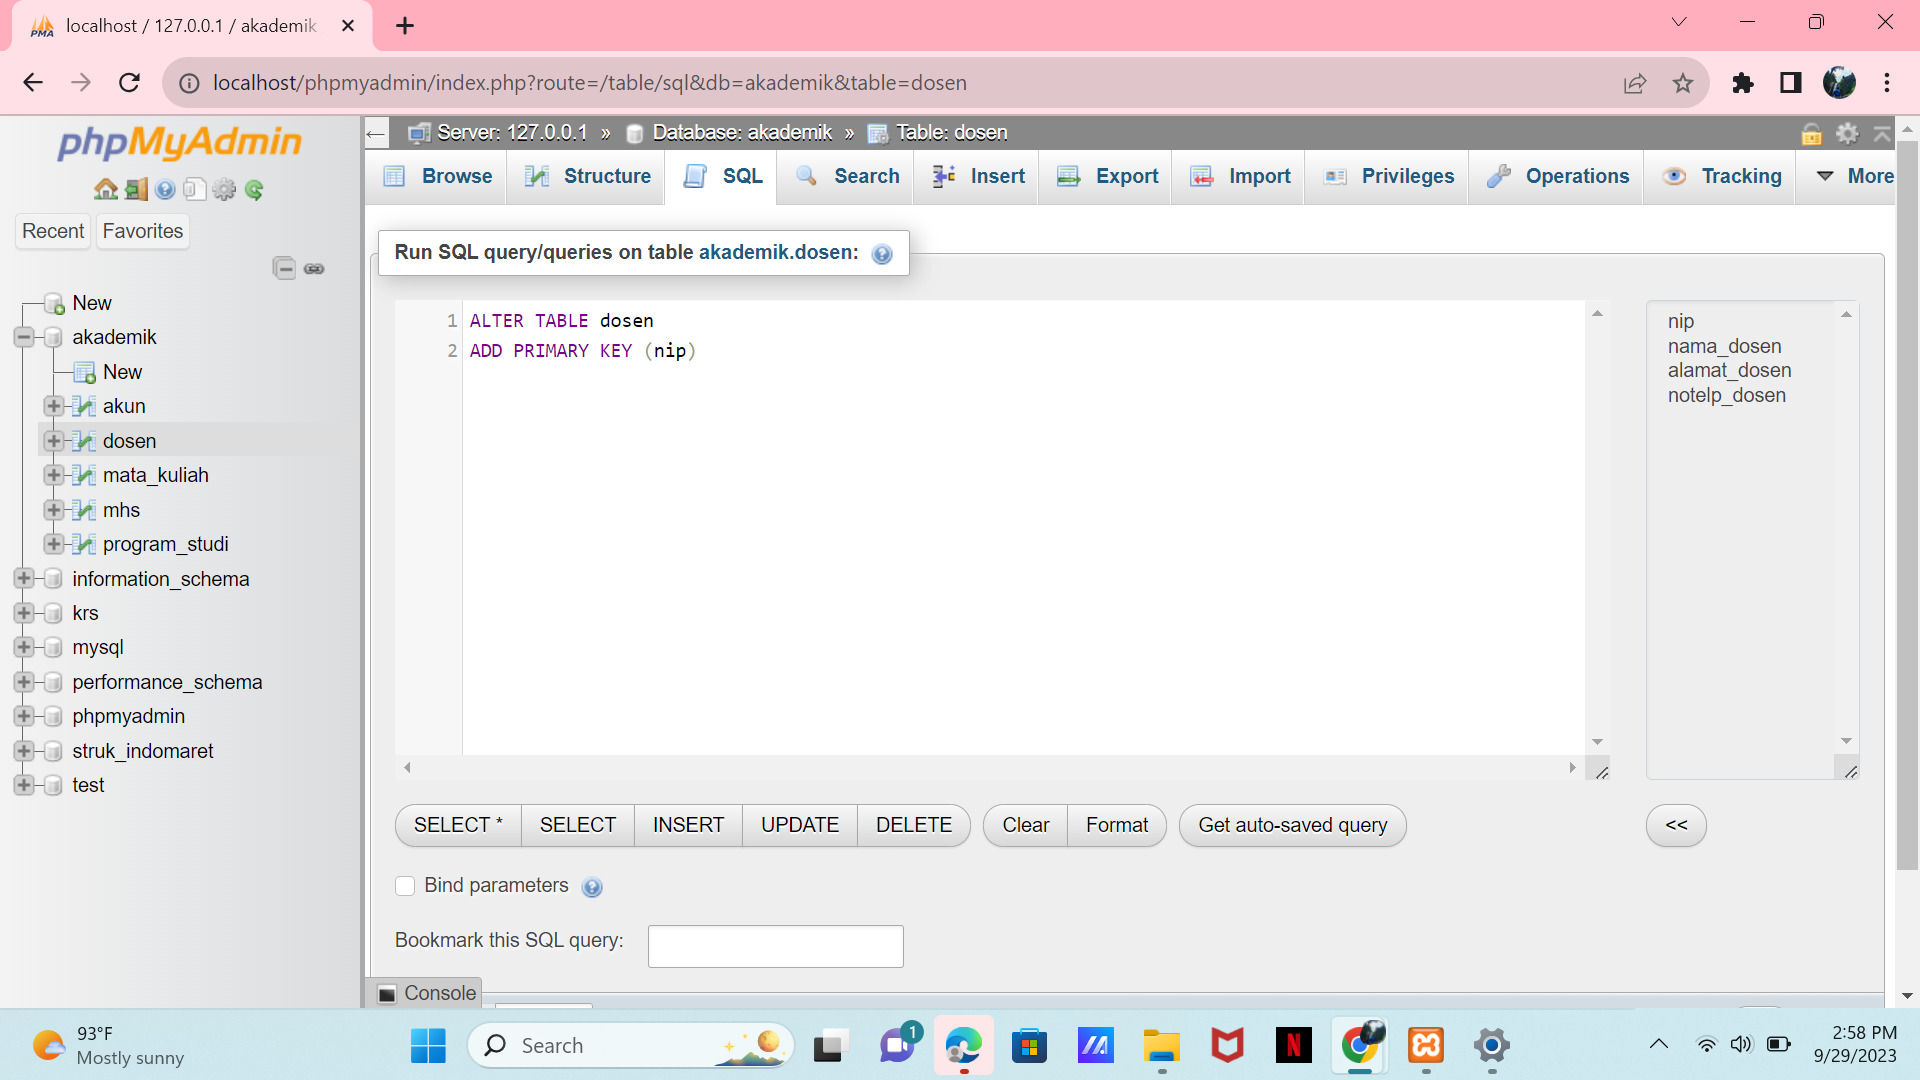 localhost / 127.0.0.1 / akademik
localhost/phpmyadmin/index.php?route=/table/sql&db=akademik&table=dosen
phpMyAdmin
Recent
Favorites
New
akademik
New
akun
dosen
mata_kuliah
mhs
program_studi
information_schema
krs
mysql
performance_schema
phpmyadmin
struk_indomaret
test
Server: 127.0.0.1 » Database: akademik » Table: dosen
Browse
Structure
SQL
Search
Insert
Export
Import
Privileges
Operations
Tracking
More
Run SQL query/queries on table akademik.dosen:
1 ALTER TABLE dosen
2 ADD PRIMARY KEY (nip)
nip
nama_dosen
alamat_dosen
notelp_dosen
SELECT *
SELECT
INSERT
UPDATE
DELETE
Clear
Format
Get auto-saved query
<<
Bind parameters
Bookmark this SQL query:
Console
93°F
Mostly sunny
Search
1
2:58 PM
9/29/2023